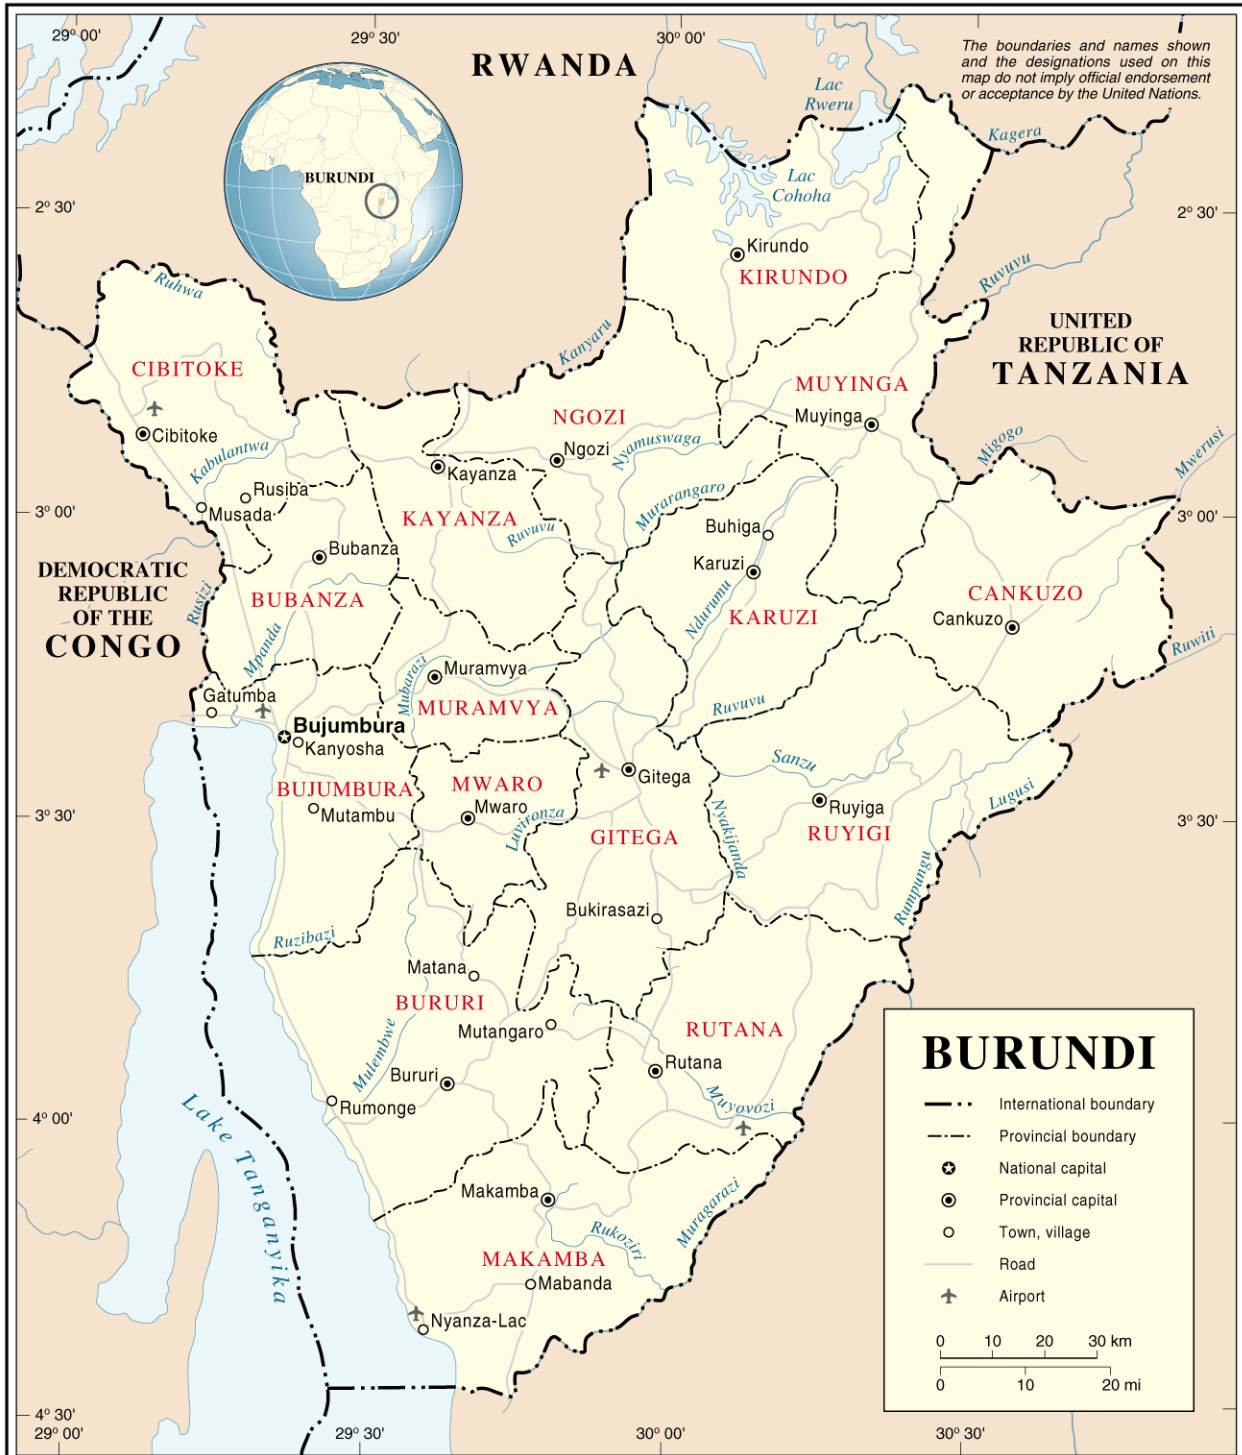 29° 00'
29° 30'
30° 00'
RWANDA
The boundaries and names shown
and the designations used on this
map do not imply official endorsement
or acceptance by the United Nations.
Lac
Rweru
Kagera
BURUNDI
Lac
Cohoha
2° 30'
2° 30'
Kirundo
KIRUNDO
Ruvuvu
Ruhwa
Kanyaru
UNITED
REPUBLIC OF
TANZANIA
CIBITOKE
MUYINGA
NGOZI
Muyinga
Cibitoke
Kabulantwa
Ngozi
Nyamuswaga
Migogo
Mwerusi
Kayanza
Rusiba
Musada
Murarangaro
3° 00'
3° 00'
KAYANZA
Ruvuvu
Buhiga
Bubanza
Karuzi
DEMOCRATIC
REPUBLIC
OF THE
CONGO
Rusizi
BUBANZA
Ndurumu
KARUZI
CANKUZO
Cankuzo
Ruwiti
Mpanda
Mubarazi
Muramvya
Gatumba
MURAMVYA
Ruvuvu
Bujumbura
Kanyosha
Sanzu
Gitega
BUJUMBURA
MWARO
Lugusi
Mutambu
Mwaro
Luvironza
Nyakijanda
Ruyiga
3° 30'
3° 30'
GITEGA
RUYIGI
Rumpungu
Bukirasazi
Ruzibazi
Matana
BURURI
Mutangaro
RUTANA
Mulembwe
Bururi
Rutana
Rumonge
Muyovozi
4° 00'
Lake Tanganyika
Makamba
Rukoziri
Muragarazi
MAKAMBA
Mabanda
Nyanza-Lac
BURUNDI
International boundary
Provincial boundary
National capital
Provincial capital
Town, village
Road
Airport
0 10 20 30 km
0 10 20 mi
4° 30'
29° 00'
29° 30'
30° 00'
30° 30'